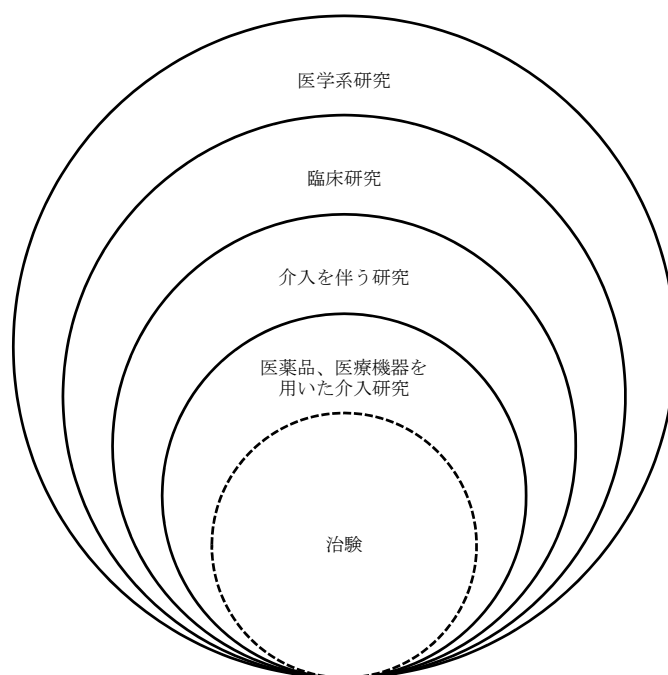 医学系研究
臨床研究
介入を伴う研究
医薬品、医療機器を
用いた介入研究
治験